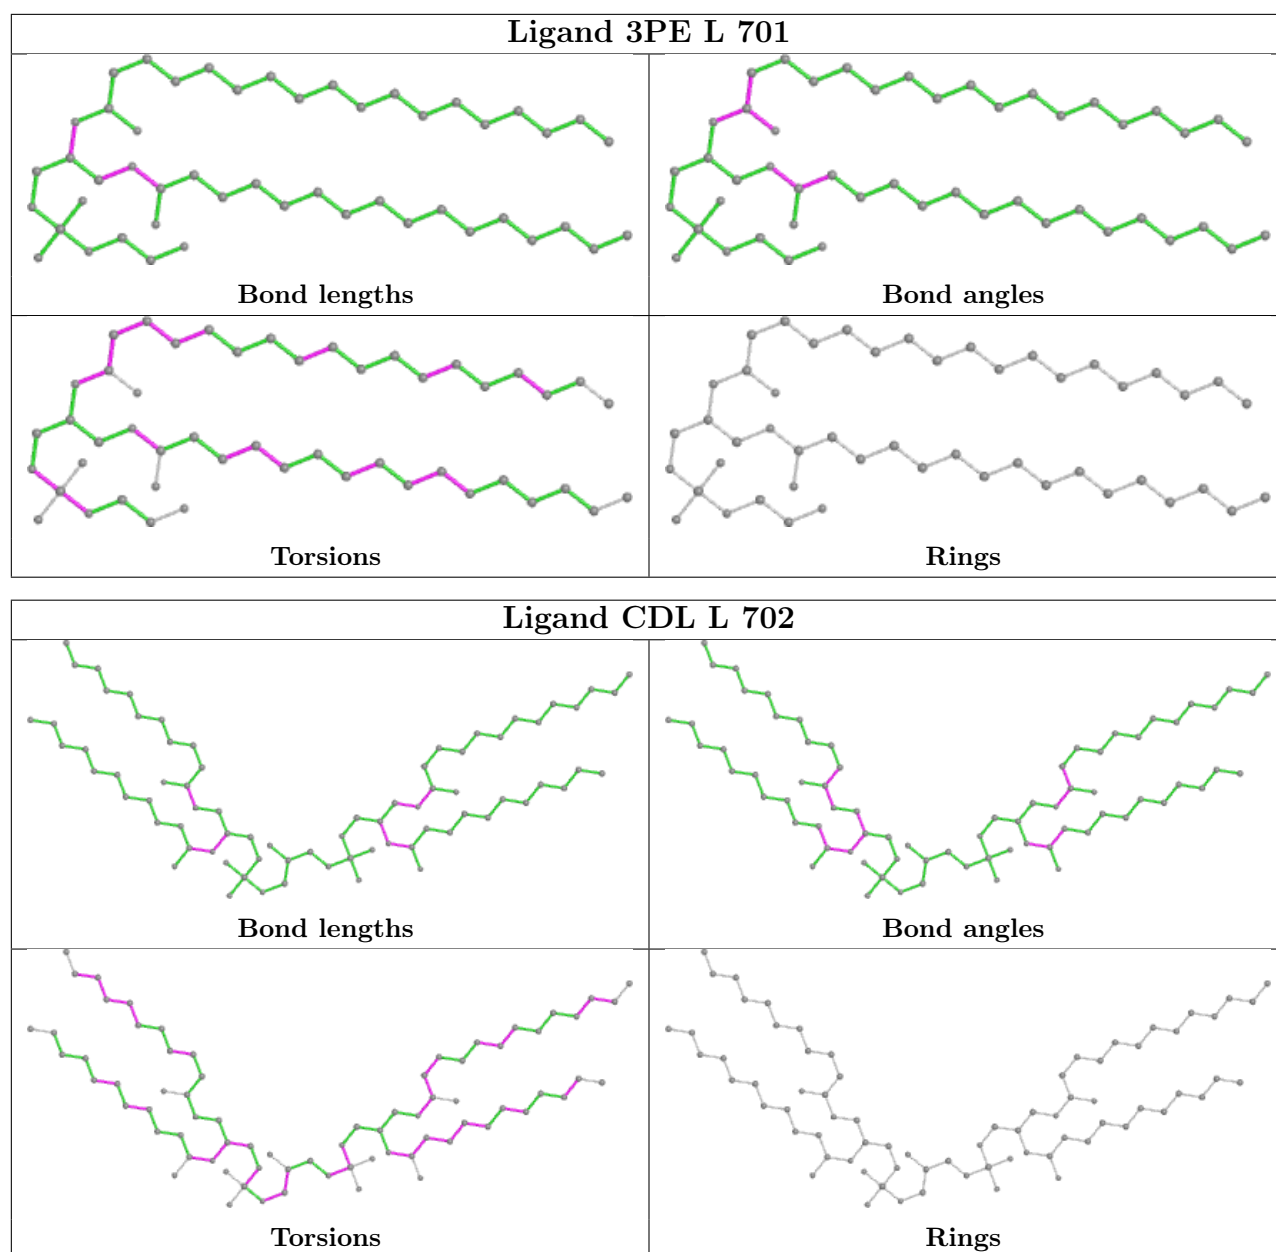 Ligand 3PE L 701
Bond lengths
Bond angles
Torsions
Rings
Ligand CDL L 702
Bond lengths
Bond angles
Torsions
Rings